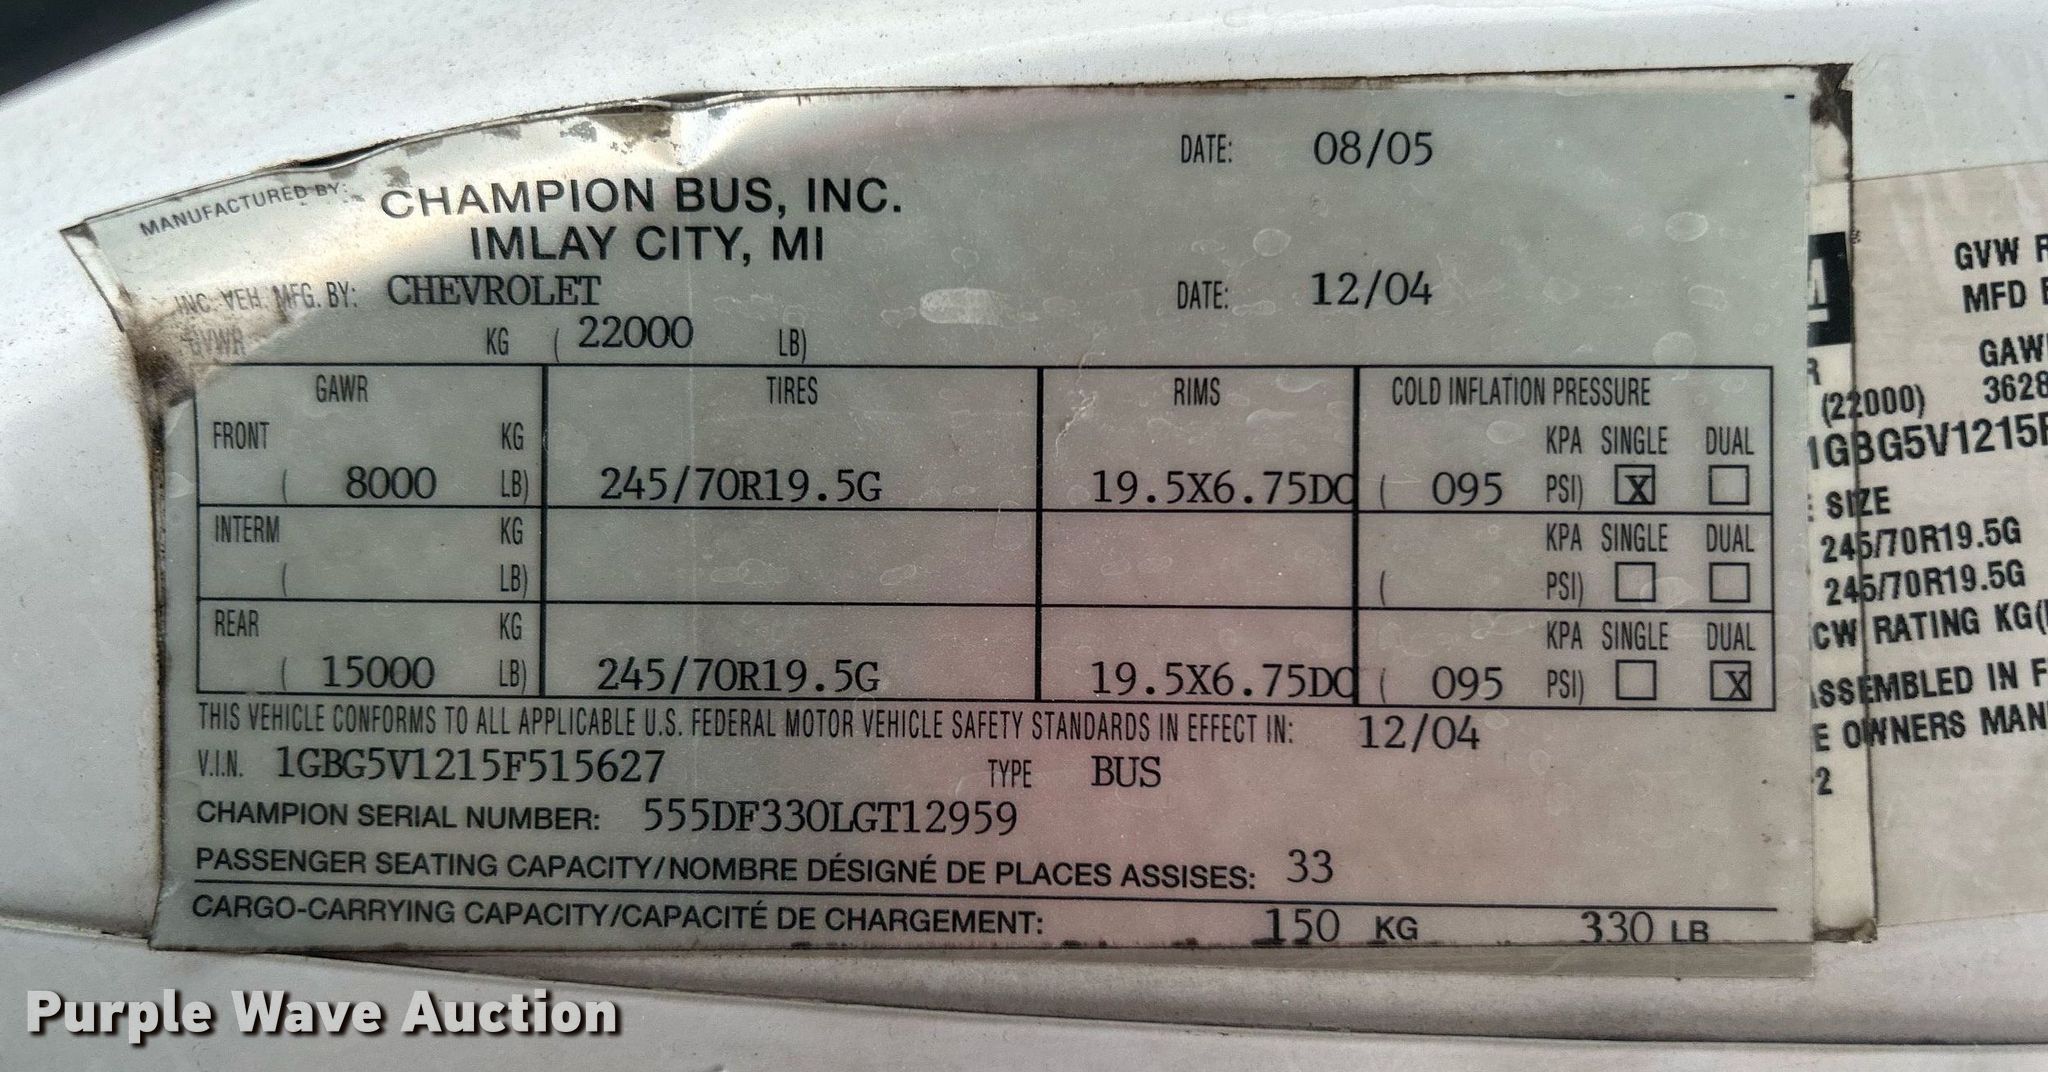 MANUFACTURED BY: CHAMPION BUS, INC. DATE: 08/05
IMLAY CITY, MI
INC. VEH. MFG. BY: CHEVROLET DATE: 12/04
GVWR KG ( 22000 LB)
GAWR TIRES RIMS COLD INFLATION PRESSURE
FRONT KG KPA SINGLE DUAL
( 8000 LB) 245/70R19.5G 19.5X6.75DC ( 095 PSI) X
INTERM KG KPA SINGLE DUAL
( LB) ( PSI)
REAR KG KPA SINGLE DUAL
( 15000 LB) 245/70R19.5G 19.5X6.75DC ( 095 PSI) X
THIS VEHICLE CONFORMS TO ALL APPLICABLE U.S. FEDERAL MOTOR VEHICLE SAFETY STANDARDS IN EFFECT IN: 12/04
V.I.N. 1GBG5V1215F515627 TYPE BUS
CHAMPION SERIAL NUMBER: 555DF330LGT12959
PASSENGER SEATING CAPACITY/NOMBRE DÉSIGNÉ DE PLACES ASSISES: 33
CARGO-CARRYING CAPACITY/CAPACITÉ DE CHARGEMENT: 150 KG 330 LB
GVW
MFD
GAW
(22000) 3628
1GBG5V1215
SIZE
245/70R19.5G
245/70R19.5G
CW RATING KG(
ASSEMBLED IN
E OWNERS MAN
2
Purple Wave Auction